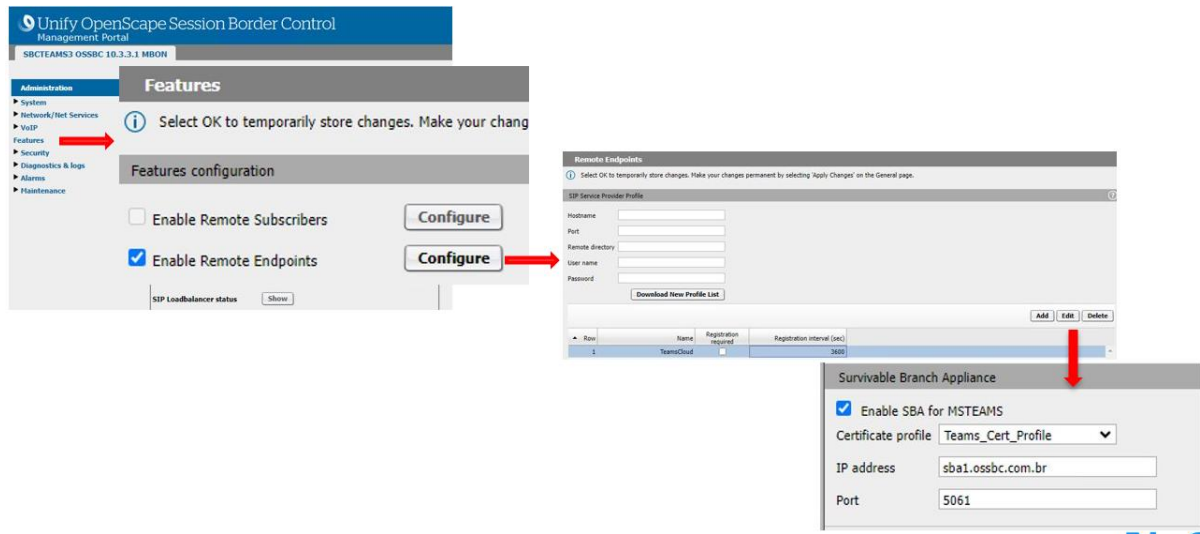 Unify OpenScape Session Border Control
Management Portal
SBCTEAMS3 OSSBC 10.3.3.1 MBON
Administration
System
Network/Net Services
VoIP
Features
Security
Diagnostics & logs
Alarms
Maintenance
Features
Select OK to temporarily store changes. Make your chang
Features configuration
Enable Remote Subscribers Configure
Enable Remote Endpoints Configure
SIP Loadbalancer status Show
Remote Endpoints
Select OK to temporarily store changes. Make your changes permanent by selecting 'Apply Changes' on the General page.
SIP Service Provider Profile
Hostname
Port
Remote directory
User name
Password
Download New Profile List
Add Edit Delete
Row Name Registration required Registration interval (sec)
1 TeamsCloud 3600
Survivable Branch Appliance
Enable SBA for MSTEAMS
Certificate profile Teams_Cert_Profile
IP address sba1.ossbc.com.br
Port 5061